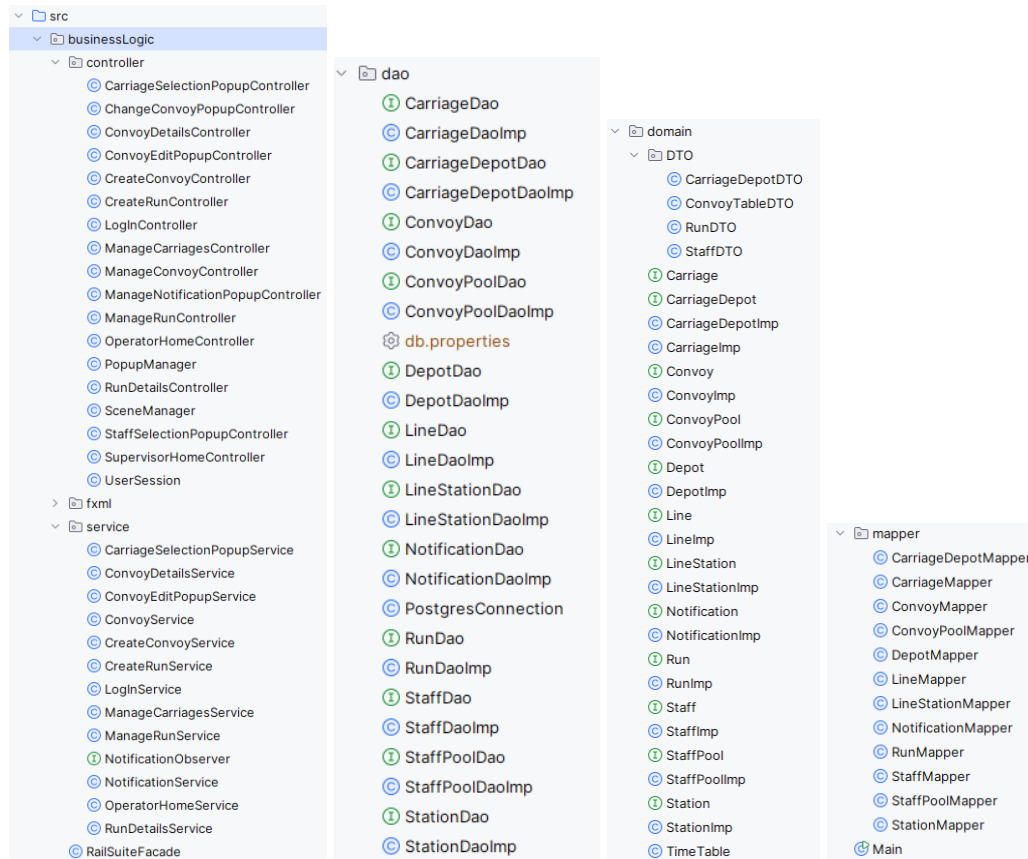 src
businessLogic
controller
CarriageSelectionPopupController
ChangeConvoyPopupController
ConvoyDetailsController
ConvoyEditPopupController
CreateConvoyController
CreateRunController
LogInController
ManageCarriagesController
ManageConvoyController
ManageNotificationPopupController
ManageRunController
OperatorHomeController
PopupManager
RunDetailsController
SceneManager
StaffSelectionPopupController
SupervisorHomeController
UserSession
fxml
service
CarriageSelectionPopupService
ConvoyDetailsService
ConvoyEditPopupService
ConvoyService
CreateConvoyService
CreateRunService
LogInService
ManageCarriagesService
ManageRunService
NotificationObserver
NotificationService
OperatorHomeService
RunDetailsService
RailSuiteFacade
dao
CarriageDao
CarriageDaoImp
CarriageDepotDao
CarriageDepotDaoImp
ConvoyDao
ConvoyDaoImp
ConvoyPoolDao
ConvoyPoolDaoImp
db.properties
DepotDao
DepotDaoImp
LineDao
LineDaoImp
LineStationDao
LineStationDaoImp
NotificationDao
NotificationDaoImp
PostgresConnection
RunDao
RunDaoImp
StaffDao
StaffDaoImp
StaffPoolDao
StaffPoolDaoImp
StationDao
StationDaoImp
domain
DTO
CarriageDepotDTO
ConvoyTableDTO
RunDTO
StaffDTO
Carriage
CarriageDepot
CarriageDepotImp
CarriageImp
Convoy
ConvoyImp
ConvoyPool
ConvoyPoolImp
Depot
DepotImp
Line
LineImp
LineStation
LineStationImp
Notification
NotificationImp
Run
RunImp
Staff
StaffImp
StaffPool
StaffPoolImp
Station
StationImp
TimeTable
mapper
CarriageDepotMapper
CarriageMapper
ConvoyMapper
ConvoyPoolMapper
DepotMapper
LineMapper
LineStationMapper
NotificationMapper
RunMapper
StaffMapper
StaffPoolMapper
StationMapper
Main